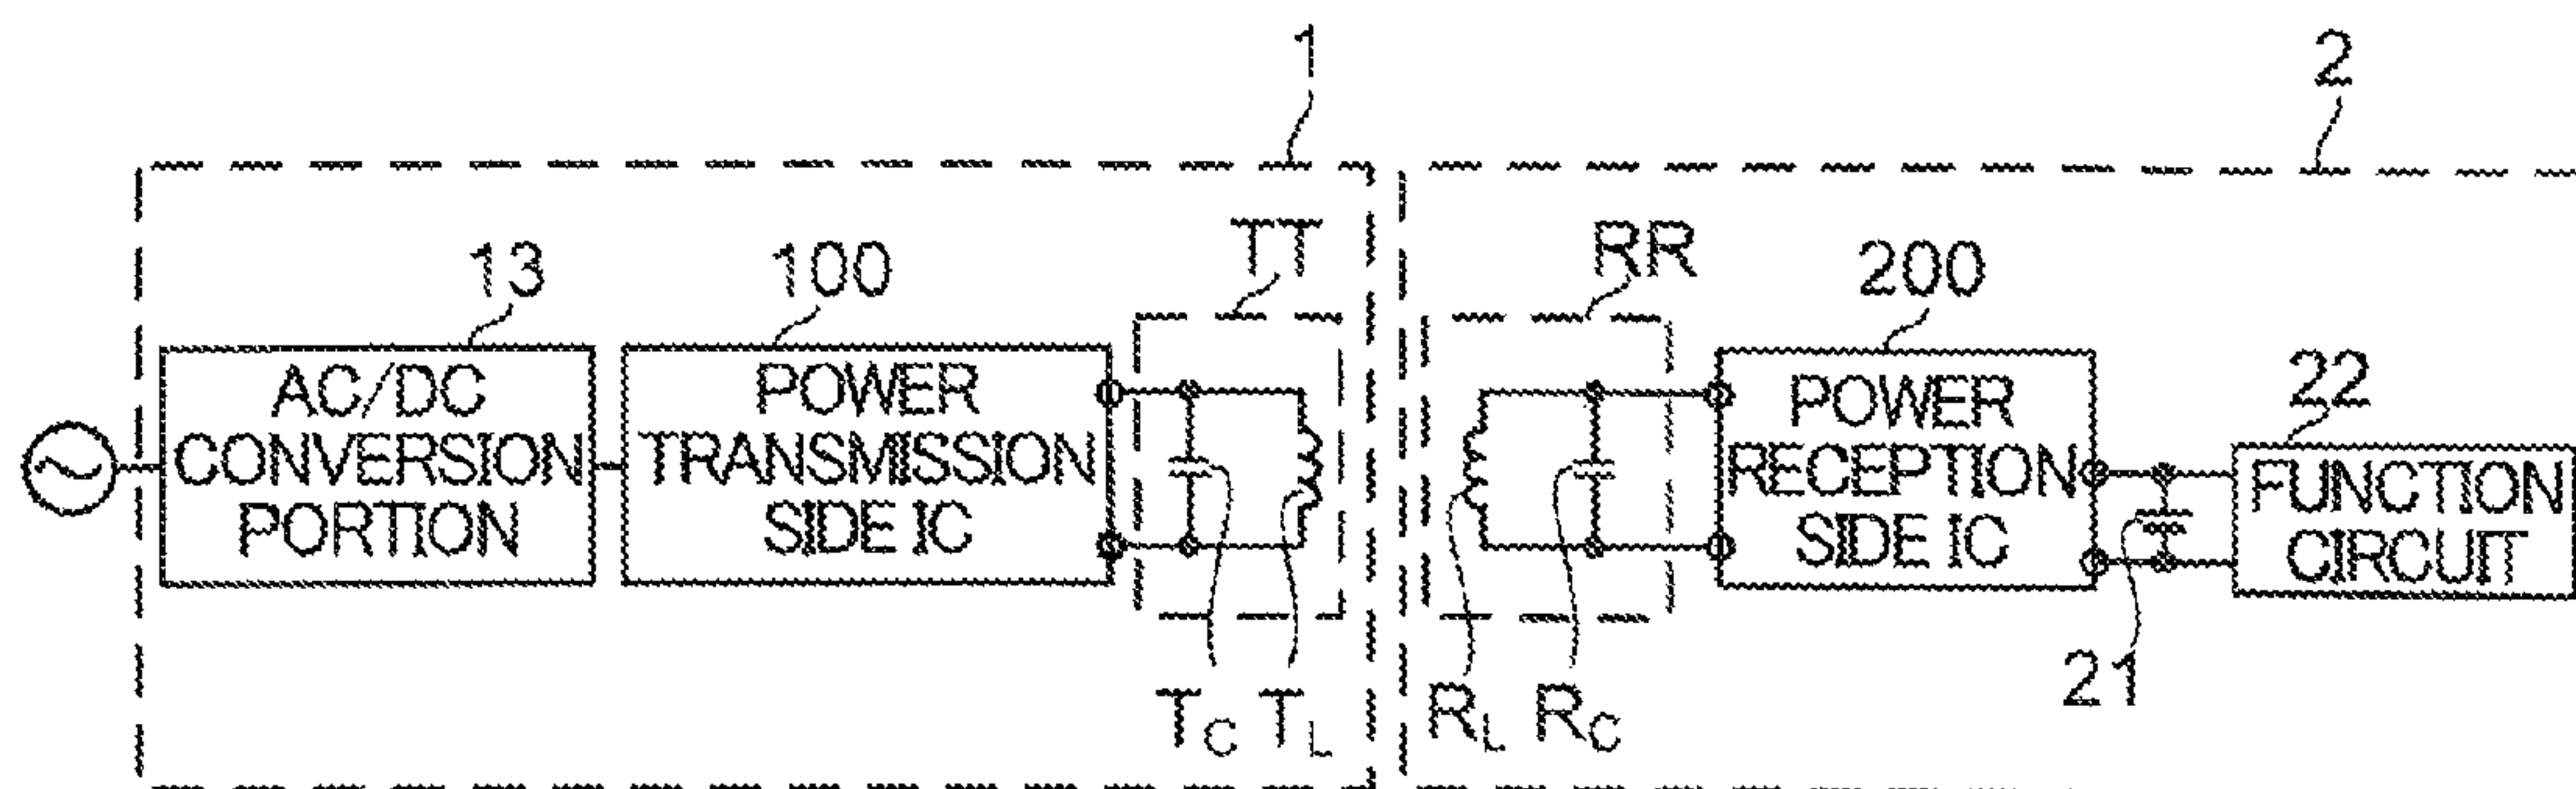 1
2
TT
RR
13
100
200
22
AC/DC
CONVERSION
PORTION
POWER
TRANSMISSION
SIDE IC
POWER
RECEPTION
SIDE IC
FUNCTION
CIRCUIT
21
TC
TL
RL
RC